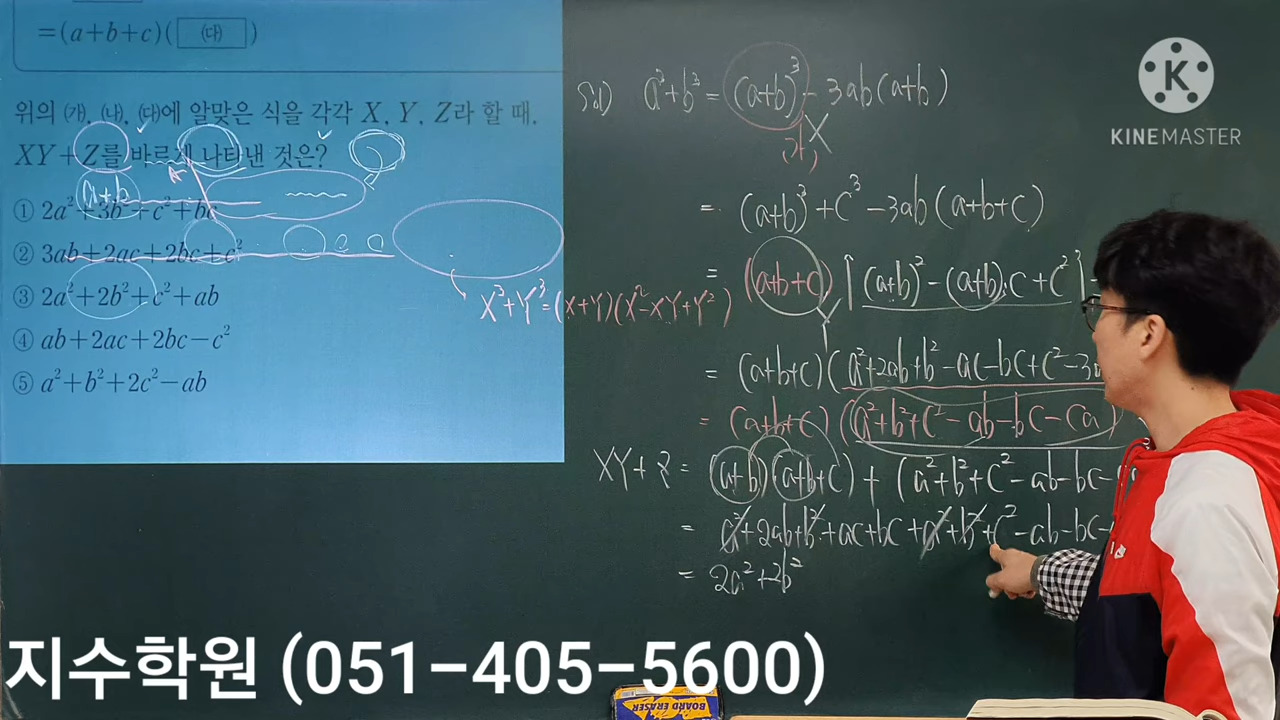 =(a+b+c)( (다) )
위의 (가), (나), (다)에 알맞은 식을 각각 X, Y, Z라 할 때,
XY+Z를 바르게 나타낸 것은?
a+b
① 2a²+3b²+c²+bc
② 3ab+2ac+2bc+c²
③ 2a²+2b²+c²+ab
④ ab+2ac+2bc−c²
⑤ a²+b²+2c²−ab
X³+Y³=(X+Y)(X²-XY+Y²)
Sol) a³+b³= (a+b)³-3ab(a+b)
X
= (a+b)³+c³-3ab(a+b+c)
= (a+b+c){(a+b)²-(a+b)·c+c²}-
Y
= (a+b+c)(a²+2ab+b²-ac-bc+c²-3a
= (a+b+c)(a²+b²+c²-ab-bc-ca)
XY+Z = (a+b)(a+b+c)+(a²+b²+c²-ab-bc-
= a²+2ab+b²+ac+bc+a²+b²+c²-ab-bc-
= 2a²+2b²
KINEMASTER
지수학원 (051-405-5600)
BOARD ERASER